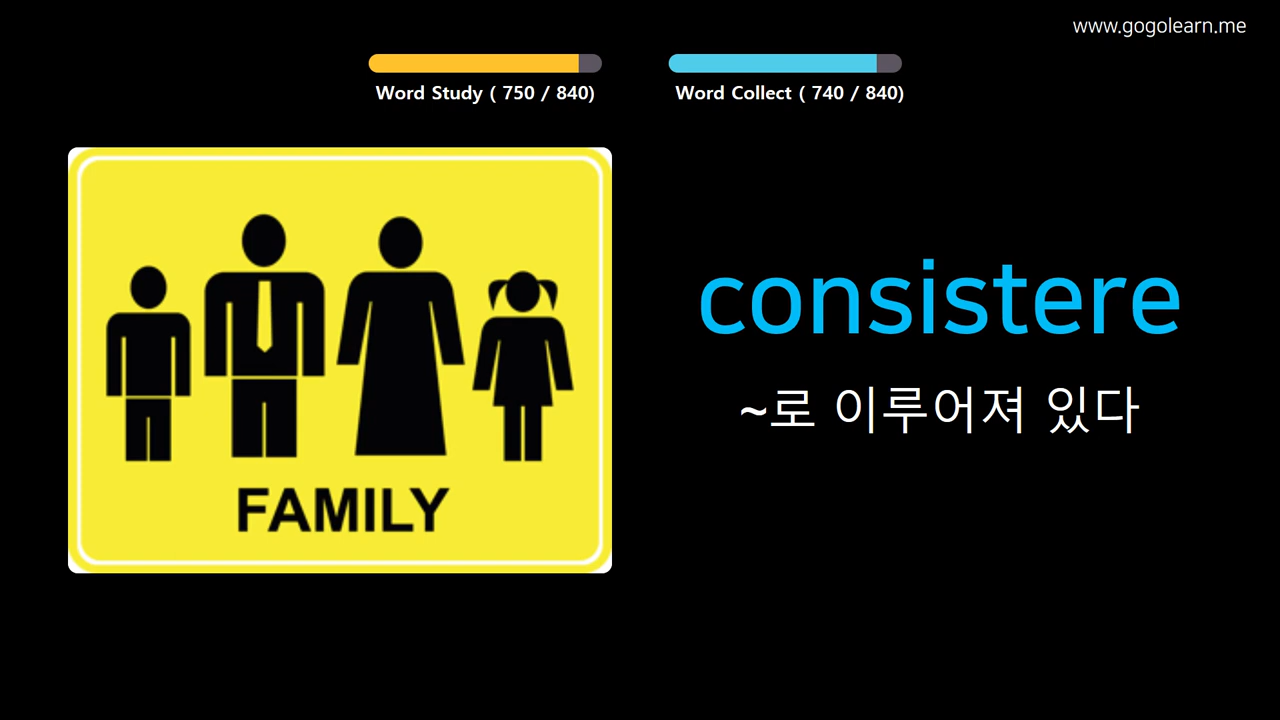 www.gogolearn.me
Word Study ( 750 / 840)
Word Collect ( 740 / 840)
FAMILY
consistere
~로 이루어져 있다